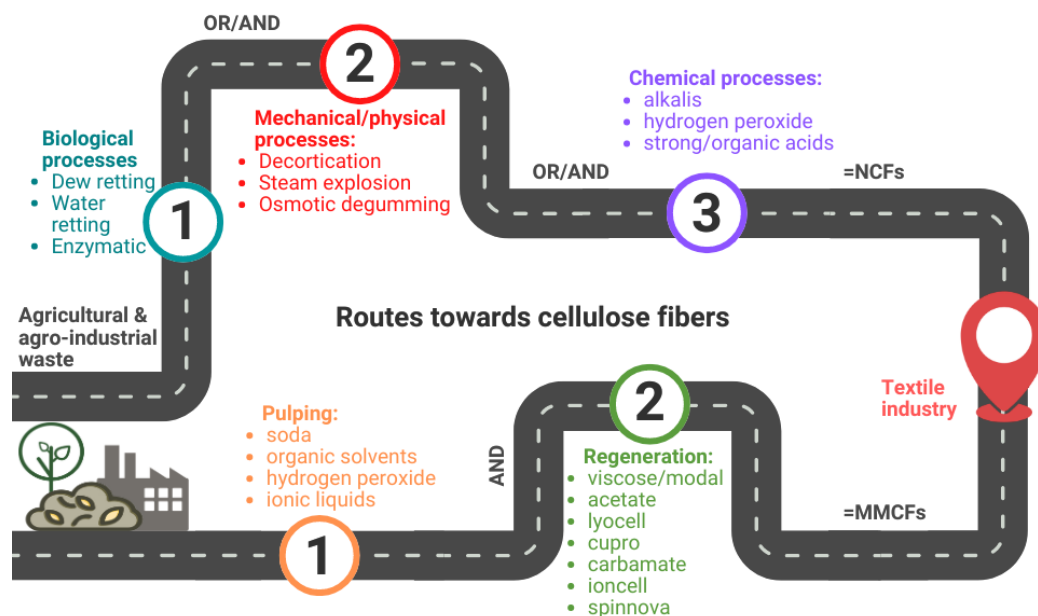 OR/AND
2
Mechanical/physical
processes:
• Decortication
• Steam explosion
• Osmotic degumming
Biological
processes
• Dew retting
• Water
retting
• Enzymatic
1
Chemical processes:
• alkalis
• hydrogen peroxide
• strong/organic acids
OR/AND
=NCFs
3
Agricultural &
agro-industrial
waste
Routes towards cellulose fibers
Textile
industry
Pulping:
• soda
• organic solvents
• hydrogen peroxide
• ionic liquids
1
AND
2
Regeneration:
• viscose/modal
• acetate
• lyocell
• cupro
• carbamate
• ioncell
• spinnova
=MMCFs